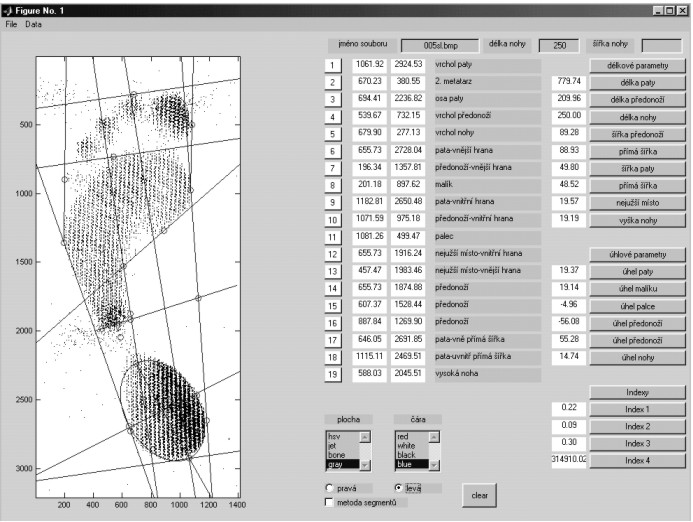 Figure No. 1
File Data
jméno souboru 005sl.bmp délka nohy 250 šířka nohy
1 1061.92 2924.53 vrchol paty délkové parametry
2 670.23 380.55 2. metatarz 779.74 délka paty
3 694.41 2236.82 osa paty 209.96 délka předonoží
4 539.67 732.15 vrchol předonoží 250.00 délka nohy
5 679.90 277.13 vrchol nohy 89.28 šířka předonoží
6 655.73 2728.04 pata-vnější hrana 88.93 přímá šířka
7 196.34 1357.81 předonoží-vnější hrana 49.80 šířka paty
8 201.18 897.62 malík 48.52 přímá šířka
9 1182.81 2650.48 pata-vnitřní hrana 19.57 nejužší místo
10 1071.59 975.18 předonoží-vnitřní hrana 19.19 vyška nohy
11 1081.26 499.47 palec
12 655.73 1916.24 nejužší místo-vnitřní hrana úhlové parametry
13 457.47 1983.46 nejužší místo-vnější hrana 19.37 úhel paty
14 655.73 1874.88 předonoží 19.14 úhel malíku
15 607.37 1528.44 předonoží -4.96 úhel palce
16 887.84 1269.90 předonoží -56.08 úhel předonoží
17 646.05 2691.85 pata-vně přímá šířka 55.28 úhel předonoží
18 1115.11 2469.51 pata-uvnitř přímá šířka 14.74 úhel nohy
19 588.03 2045.51 vysoká noha
Indexy
0.22 Index 1
0.09 Index 2
0.30 Index 3
314910.02 Index 4
plocha čára
hsv red
jet white
bone black
gray blue
pravá levá
metoda segmentů
clear
500
1000
1500
2000
2500
3000
200 400 600 800 1000 1200 1400